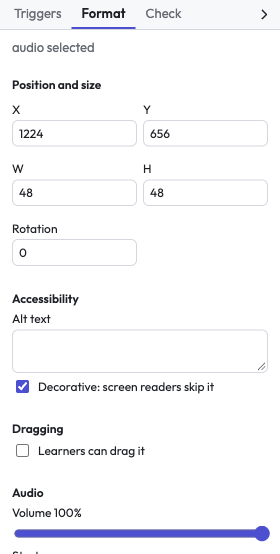 Triggers Format Check
audio selected
Position and size
X Y
1224 656
W H
48 48
Rotation
0
Accessibility
Alt text
Decorative: screen readers skip it
Dragging
Learners can drag it
Audio
Volume 100%